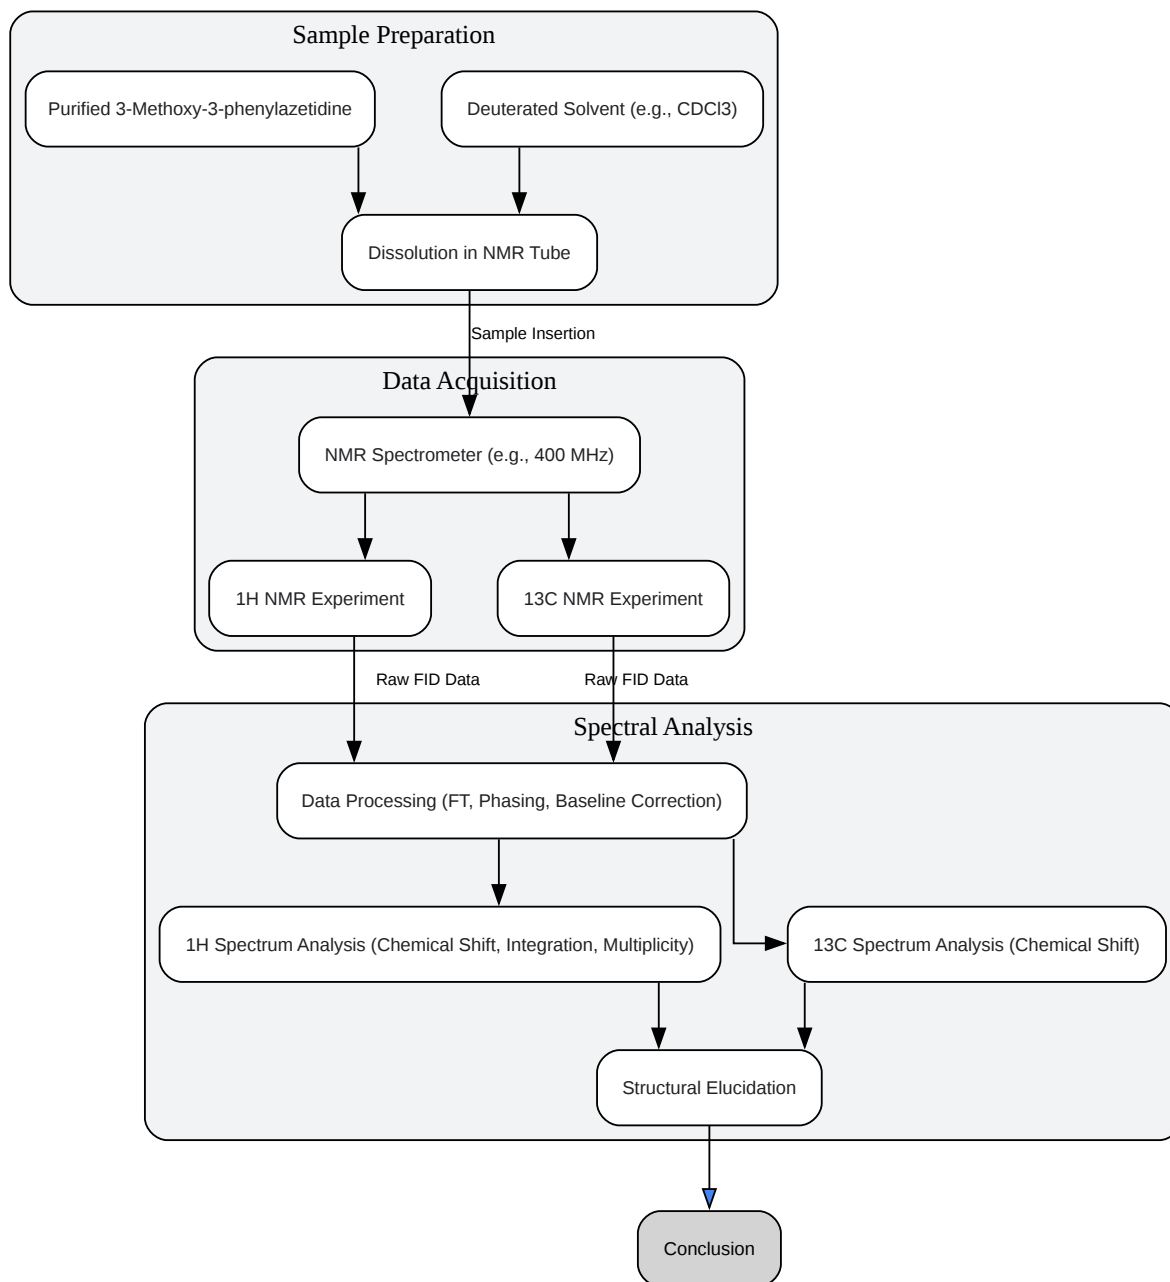 Sample Preparation
Purified 3-Methoxy-3-phenylazetidine
Deuterated Solvent (e.g., CDCl3)
Dissolution in NMR Tube
Sample Insertion
Data Acquisition
NMR Spectrometer (e.g., 400 MHz)
1H NMR Experiment
13C NMR Experiment
Raw FID Data
Raw FID Data
Spectral Analysis
Data Processing (FT, Phasing, Baseline Correction)
1H Spectrum Analysis (Chemical Shift, Integration, Multiplicity)
13C Spectrum Analysis (Chemical Shift)
Structural Elucidation
Conclusion